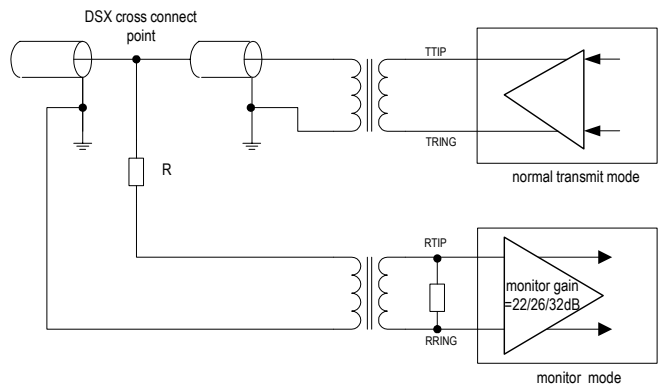 DSX cross connect
point
TTIP
TRING
normal transmit mode
R
RTIP
monitor gain
=22/26/32dB
RRING
monitor mode